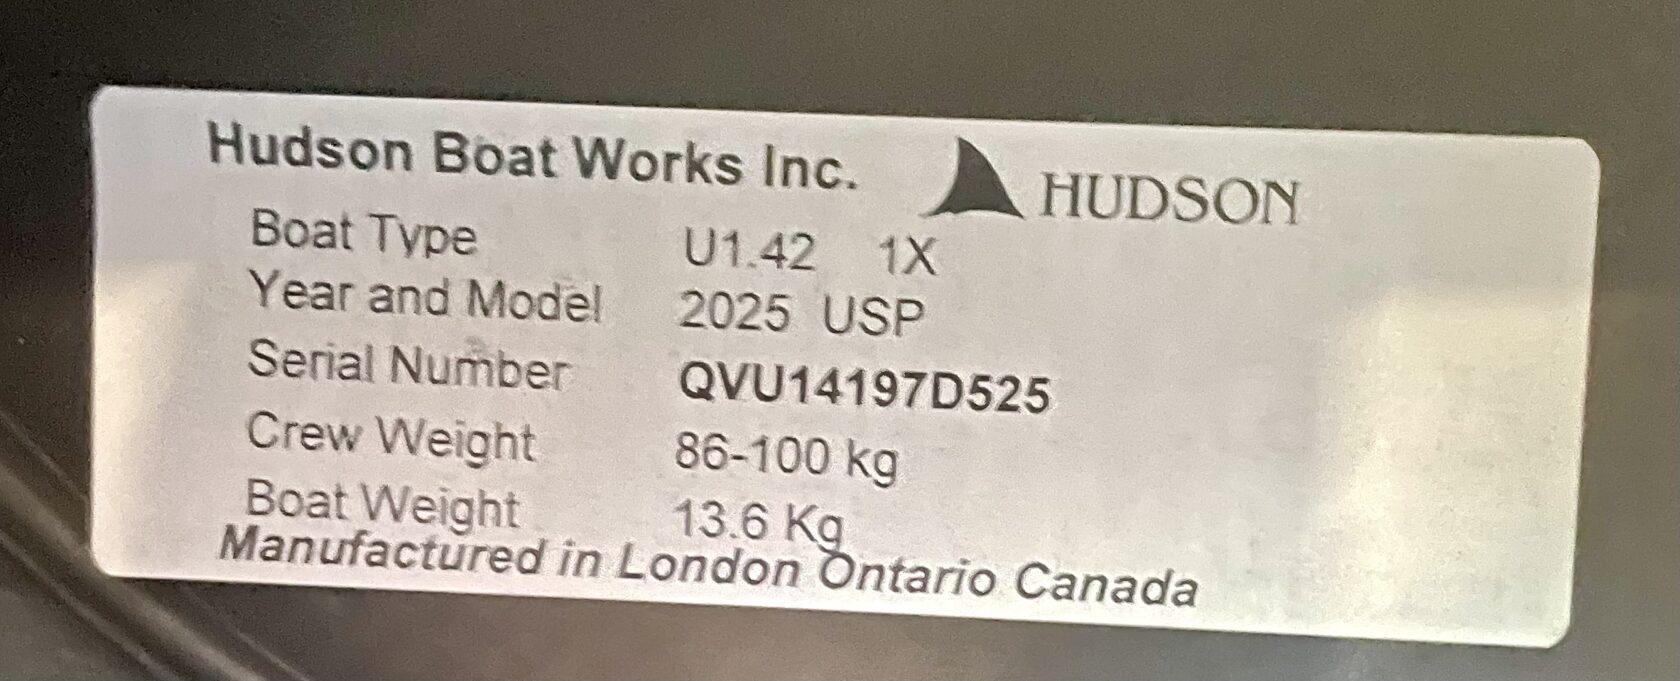 Hudson Boat Works Inc. HUDSON
Boat Type U1.42 1X
Year and Model 2025 USP
Serial Number QVU14197D525
Crew Weight 86-100 kg
Boat Weight 13.6 Kg
Manufactured in London Ontario Canada